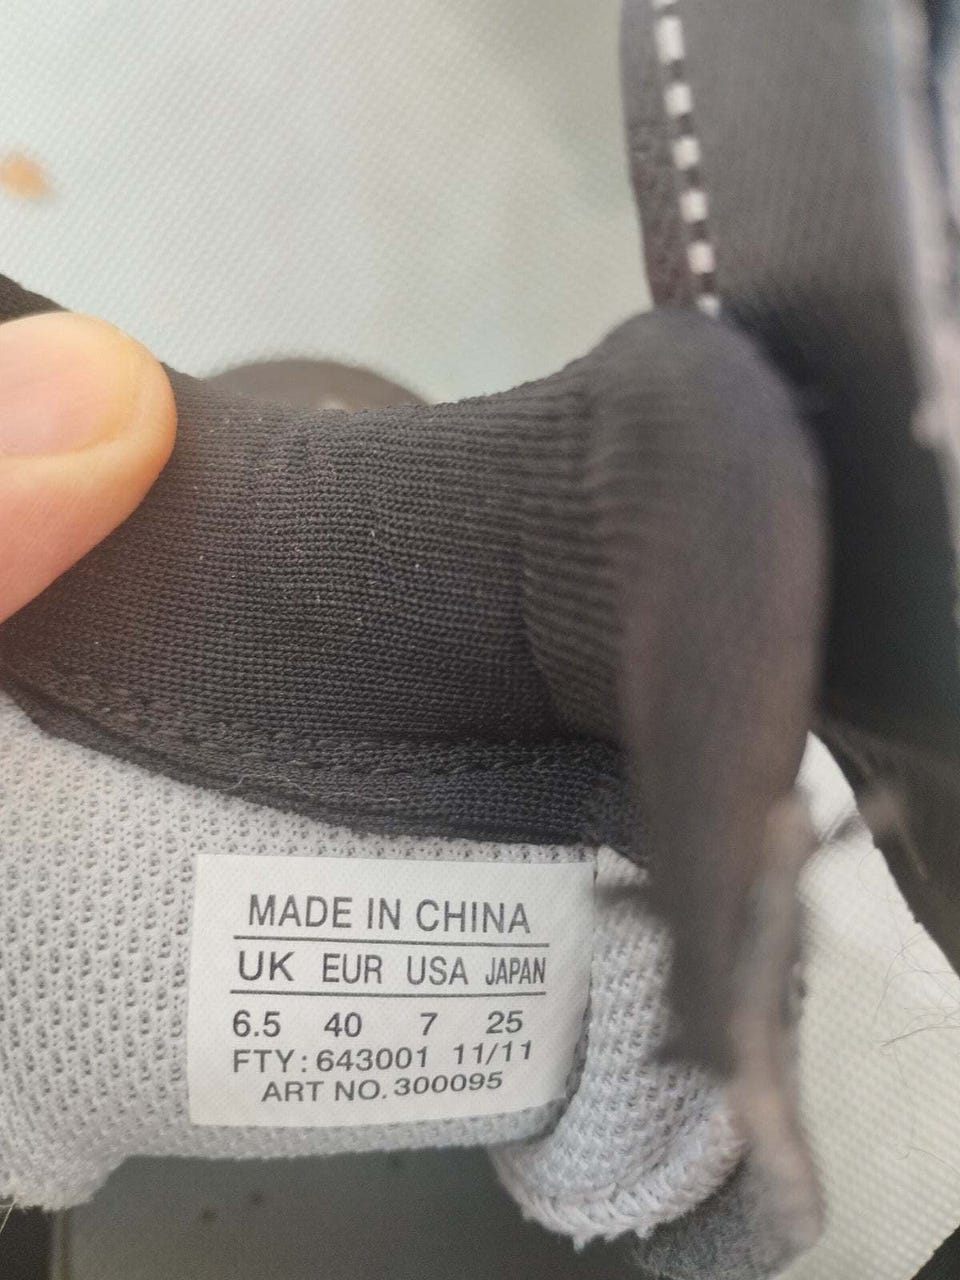 MADE IN CHINA
UK EUR USA JAPAN
6.5 40 7 25
FTY: 643001 11/11
ART NO. 300095